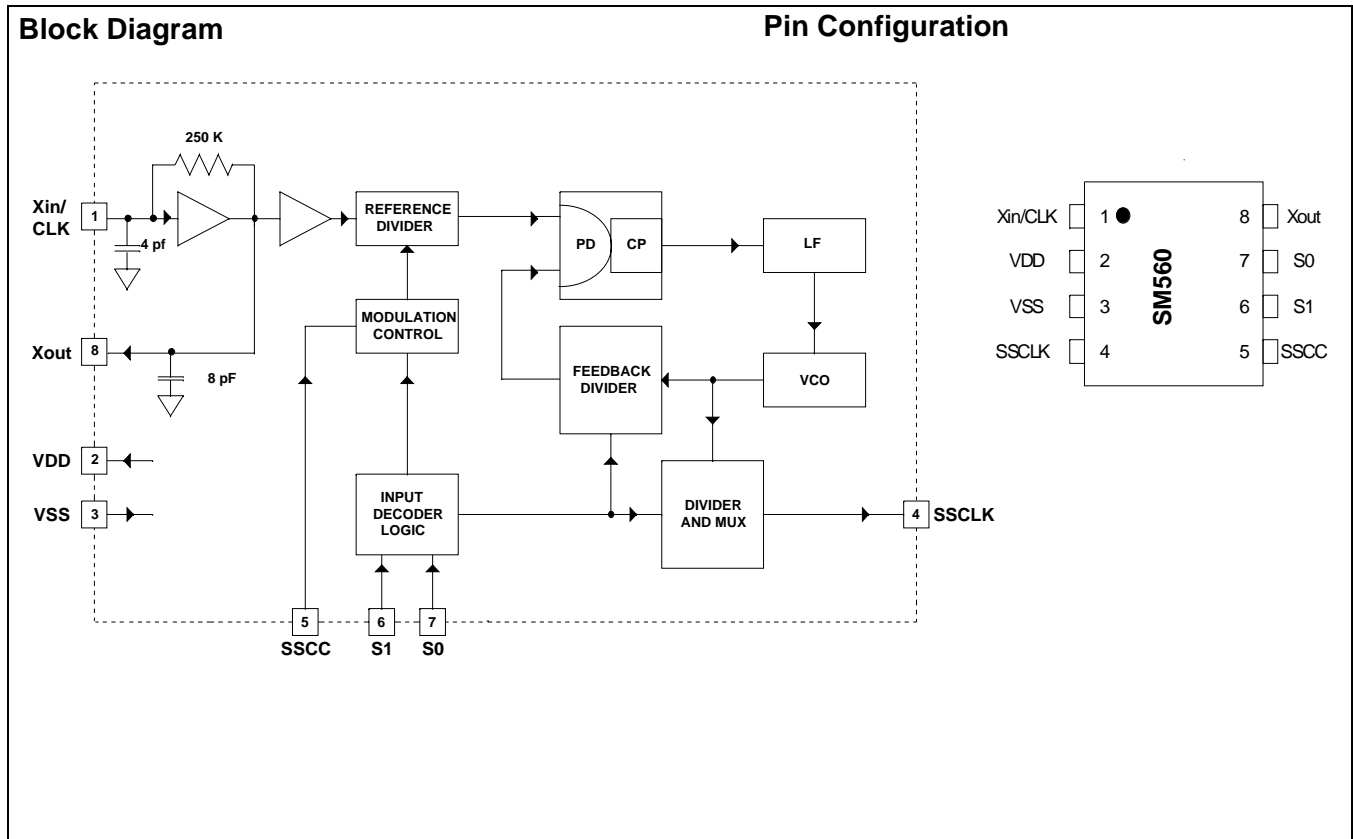 Block Diagram
Pin Configuration
250 K
Xin/
CLK
1
4 pf
REFERENCE
DIVIDER
PD
CP
LF
MODULATION
CONTROL
Xout
8
8 pF
FEEDBACK
DIVIDER
VCO
VDD
2
VSS
3
INPUT
DECODER
LOGIC
DIVIDER
AND MUX
4
SSCLK
5
6
7
SSCC
S1
S0
Xin/CLK
1
8
Xout
VDD
2
7
S0
VSS
3
6
S1
SSCLK
4
5
SSCC
SM560